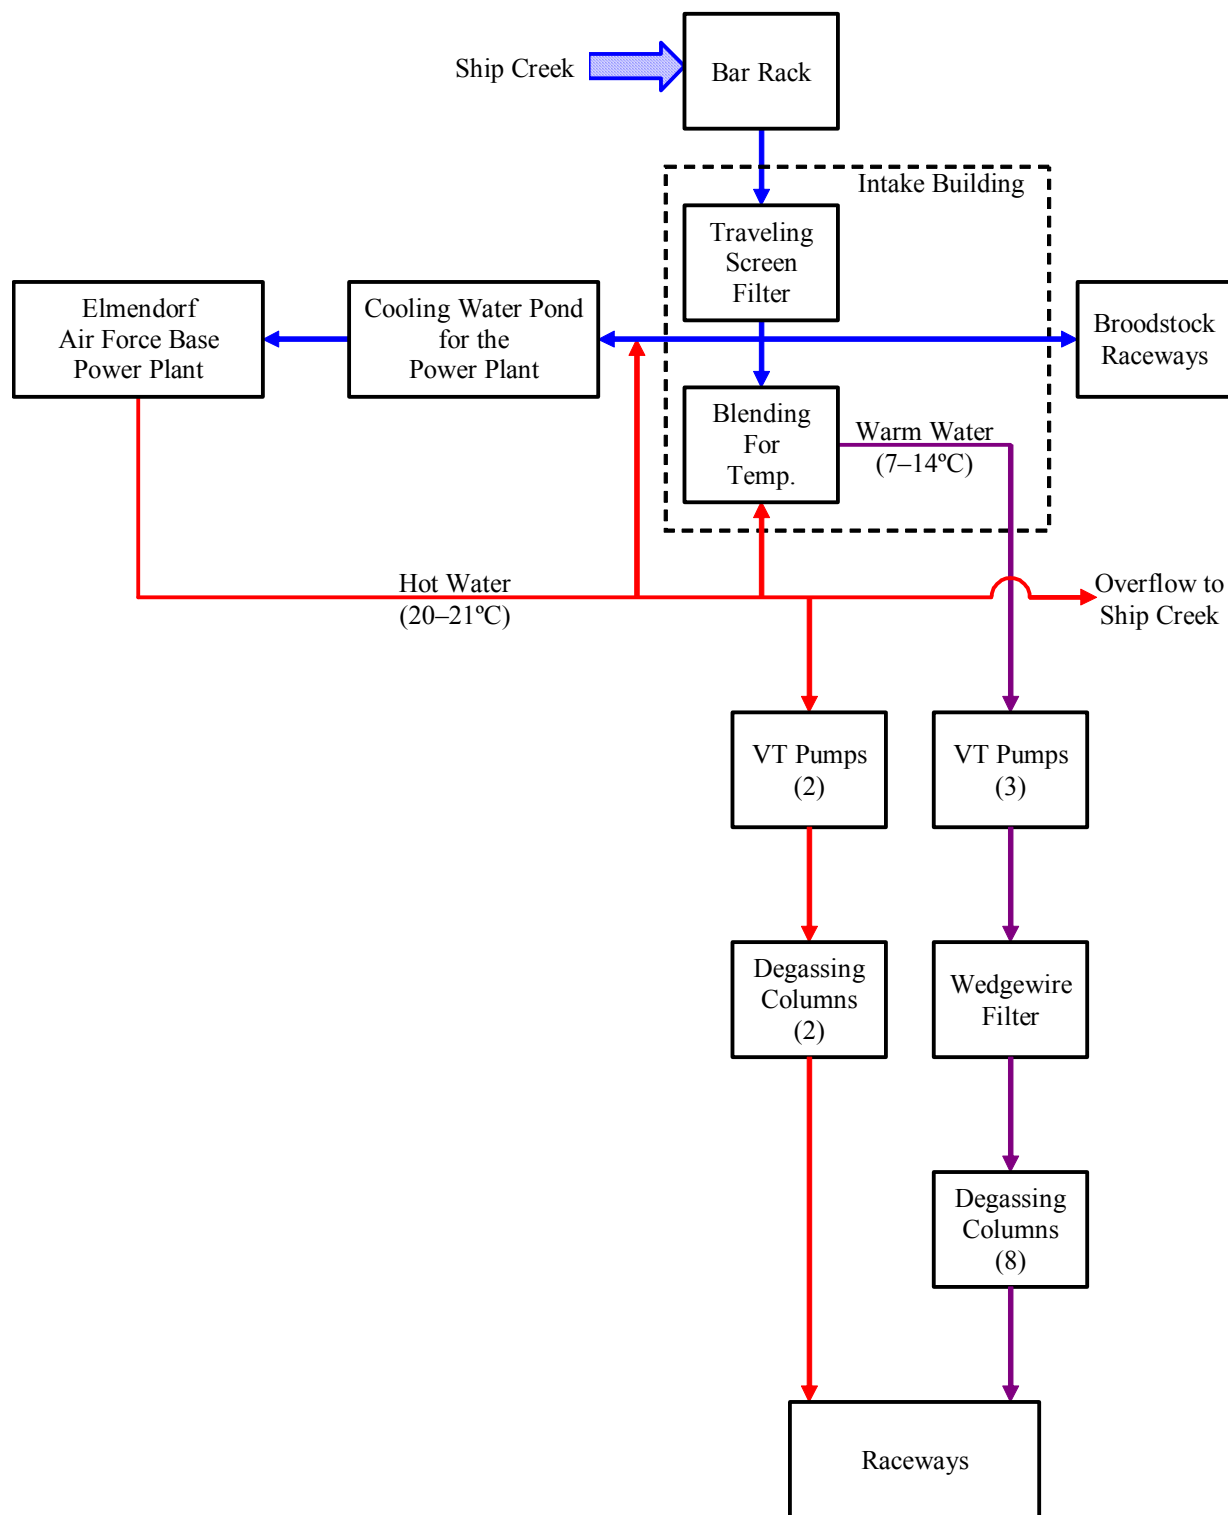 Ship Creek
Bar Rack
Intake Building
Traveling
Screen
Filter
Elmendorf
Air Force Base
Power Plant
Cooling Water Pond
for the
Power Plant
Broodstock
Raceways
Blending
For
Temp.
Warm Water
(7–14ºC)
Hot Water
(20–21ºC)
Overflow to
Ship Creek
VT Pumps
(2)
VT Pumps
(3)
Degassing
Columns
(2)
Wedgewire
Filter
Degassing
Columns
(8)
Raceways